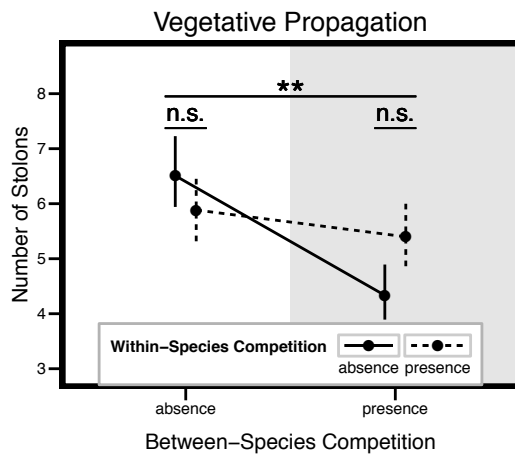 Vegetative Propagation
**
n.s. n.s.
8
7
6
5
4
3
Number of Stolons
Within−Species Competition
absence presence
absence presence
Between−Species Competition